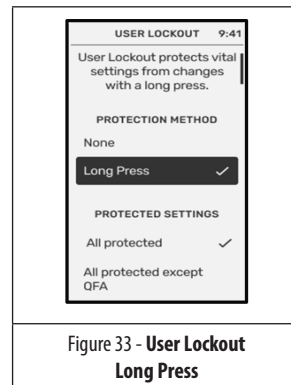 USER LOCKOUT 9:41
User Lockout protects vital
settings from changes
with a long press.
PROTECTION METHOD
None
Long Press
PROTECTED SETTINGS
All protected
All protected except
QFA
Figure 33 - User Lockout
Long Press